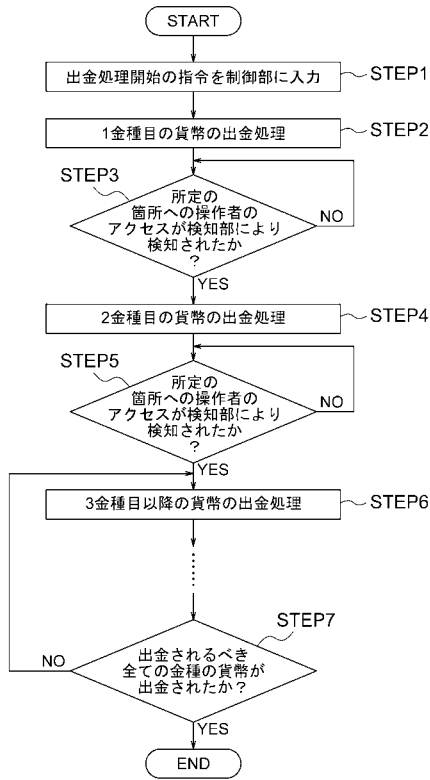 START
出金処理開始の指令を制御部に入力
STEP1
1金種目の貨幣の出金処理
STEP2
STEP3
所定の
箇所への操作者の
アクセスが検知部により
検知されたか
?
NO
YES
2金種目の貨幣の出金処理
STEP4
STEP5
所定の
箇所への操作者の
アクセスが検知部により
検知されたか
?
NO
YES
3金種目以降の貨幣の出金処理
STEP6
STEP7
出金されるべき
全ての金種の貨幣が
出金されたか?
NO
YES
END